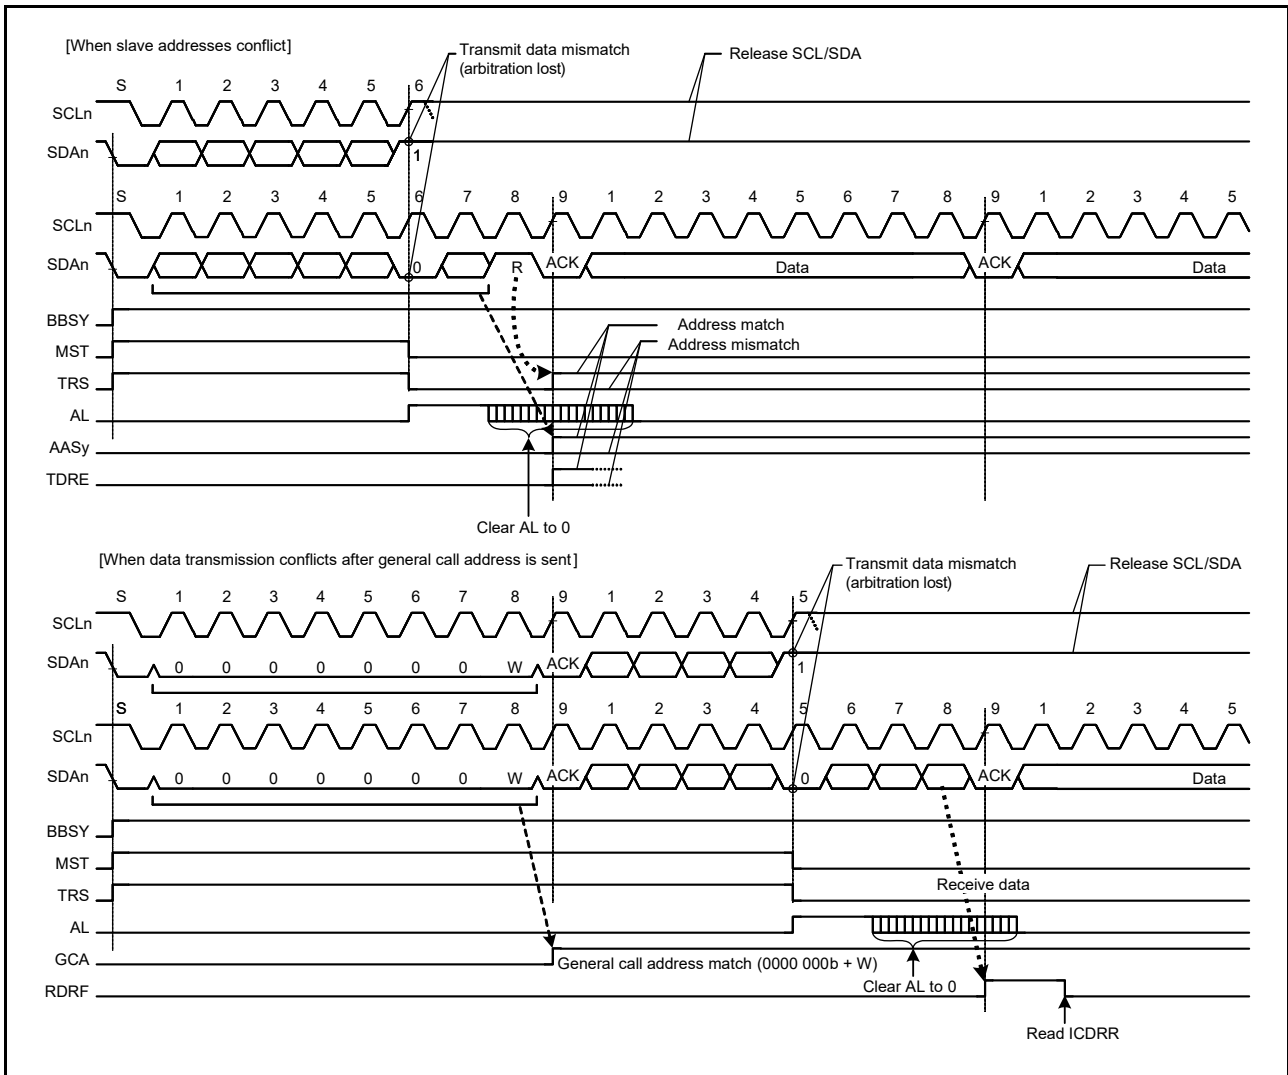 [When slave addresses conflict]
Transmit data mismatch
(arbitration lost)
Release SCL/SDA
S 1 2 3 4 5 6
SCLn
SDAn
1
S 1 2 3 4 5 6 7 8 9 1 2 3 4 5 6 7 8 9 1 2 3 4 5
SCLn
SDAn 0 R ACK Data ACK Data
BBSY
Address match
MST
Address mismatch
TRS
AL
AASy
TDRE
Clear AL to 0
[When data transmission conflicts after general call address is sent]
Transmit data mismatch
(arbitration lost)
Release SCL/SDA
S 1 2 3 4 5 6 7 8 9 1 2 3 4 5
SCLn
SDAn 0 0 0 0 0 0 0 W ACK 1
S 1 2 3 4 5 6 7 8 9 1 2 3 4 5 6 7 8 9 1 2 3 4 5
SCLn
SDAn 0 0 0 0 0 0 0 W ACK 0 ACK Data
BBSY
MST
TRS
Receive data
AL
GCA
General call address match (0000 000b + W)
Clear AL to 0
RDRF
Read ICDRR